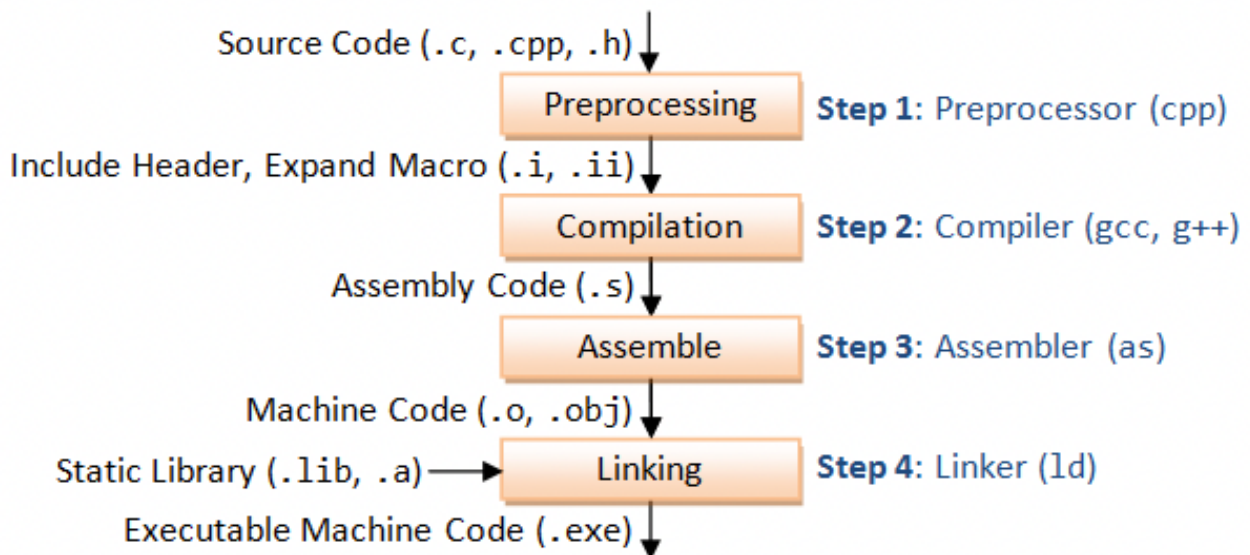 Source Code (.c, .cpp, .h)
Preprocessing
Step 1: Preprocessor (cpp)
Include Header, Expand Macro (.i, .ii)
Compilation
Step 2: Compiler (gcc, g++)
Assembly Code (.s)
Assemble
Step 3: Assembler (as)
Machine Code (.o, .obj)
Static Library (.lib, .a)
Linking
Step 4: Linker (ld)
Executable Machine Code (.exe)